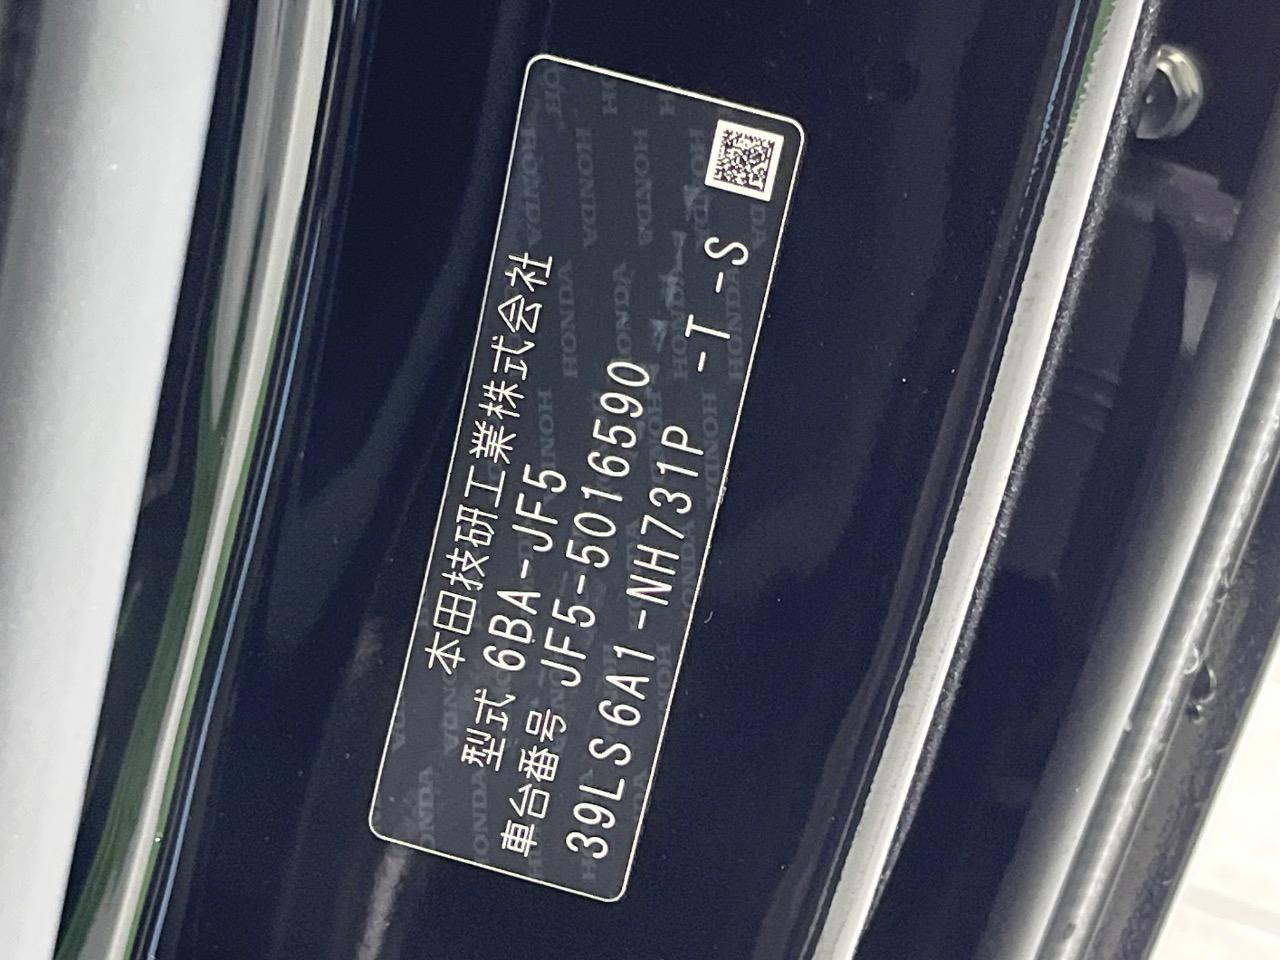 本田技研工業株式会社
型式 6BA-JF5
車台番号 JF5-5016590
39LS6A1-NH731P -T -S